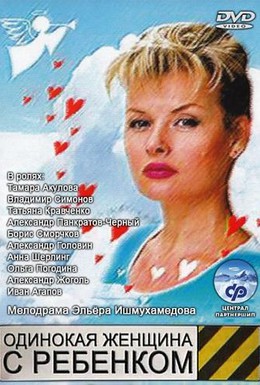 DVD
VIDEO
В ролях:
Тамара Акулова
Владимир Симонов
Татьяна Кравченко
Александр Панкратов-Черный
Борис Сморчков
Александр Головин
Анна Шерлинг
Ольга Погодина
Александр Жоголь
Иван Агапов
Мелодрама Эльёра Ишмухамедова
ЦЕНТРАЛ
ПАРТНЕРШИП
ОДИНОКАЯ ЖЕНЩИНА
С РЕБЕНКОМ